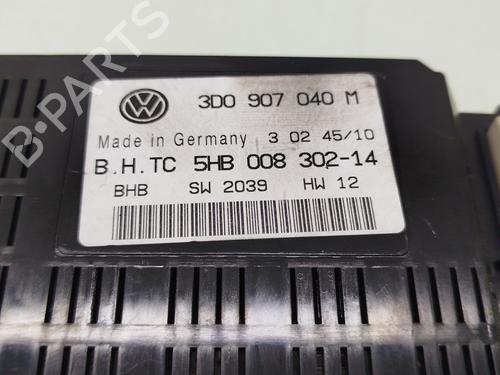 B-PARTS
3D0 907 040 M
Made in Germany 3 02 45/10
B.H.TC 5HB 008 302-14
BHB SW 2039 HW 12